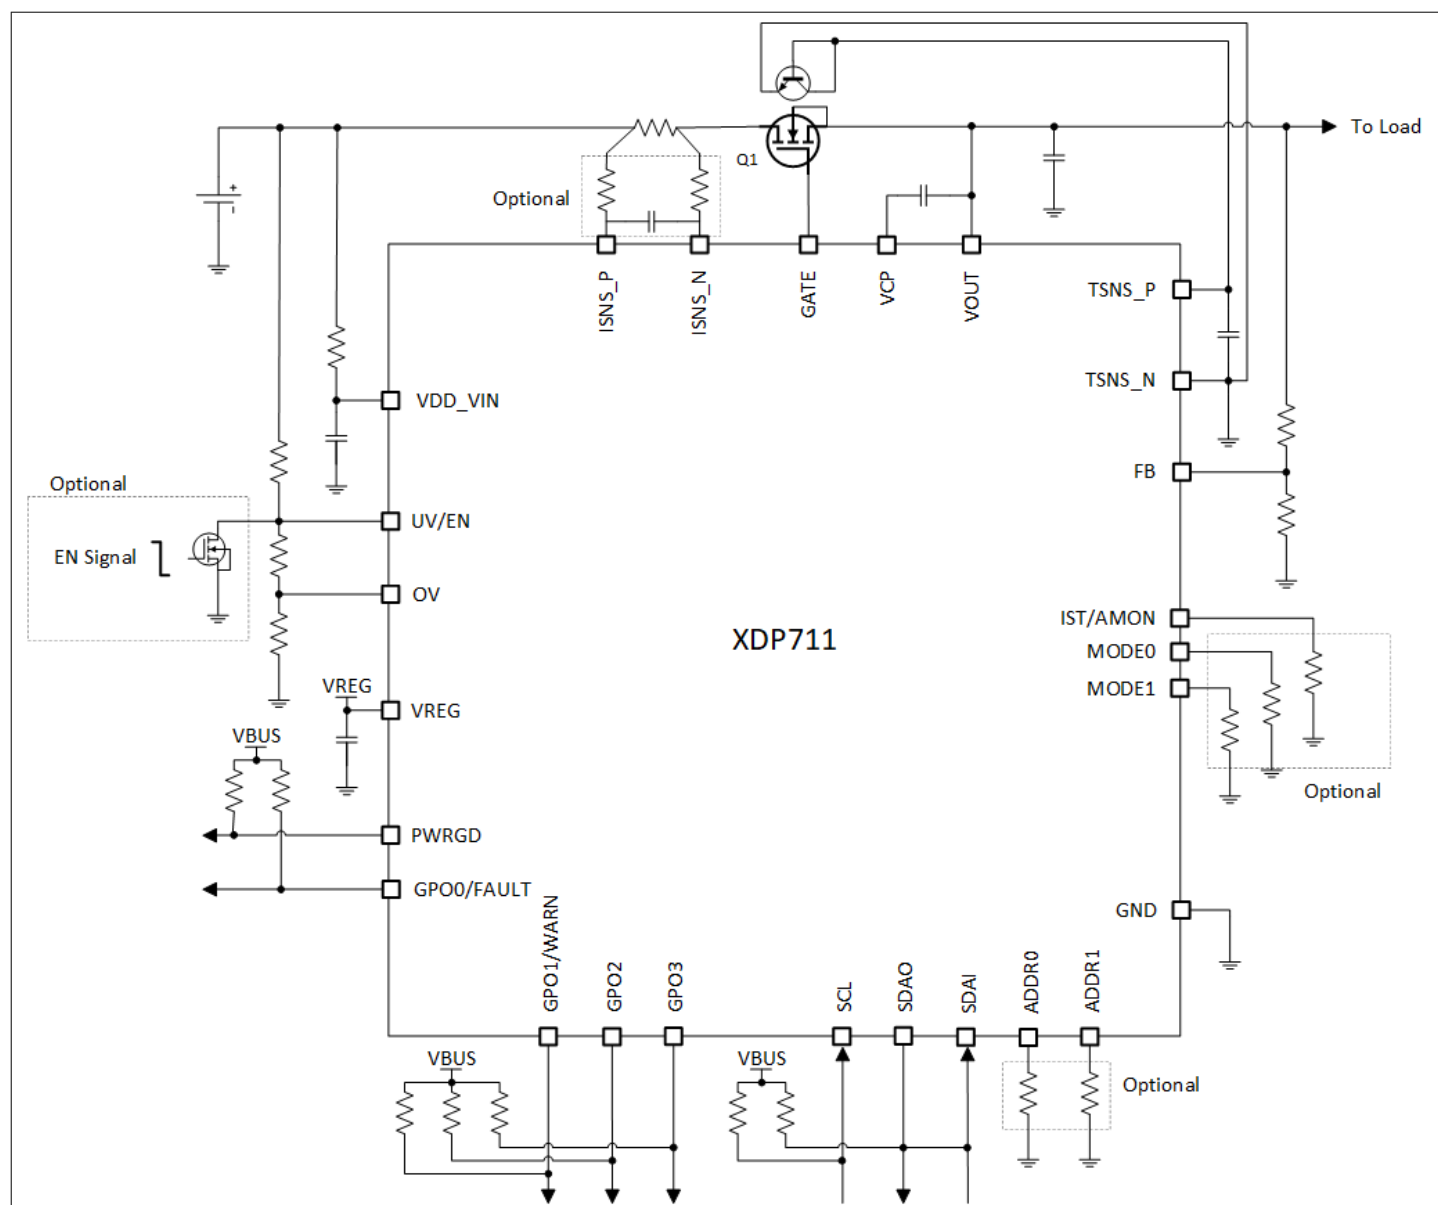 To Load
Q1
Optional
+
-
ISNS_P
ISNS_N
GATE
VCP
VOUT
TSNS_P
TSNS_N
VDD_VIN
FB
Optional
UV/EN
EN Signal
OV
IST/AMON
XDP711
MODE0
MODE1
VREG
VREG
VBUS
Optional
PWRGD
GPO0/FAULT
GND
GPO1/WARN
GPO2
GPO3
SCL
SDAO
SDAI
ADDR0
ADDR1
VBUS
VBUS
Optional